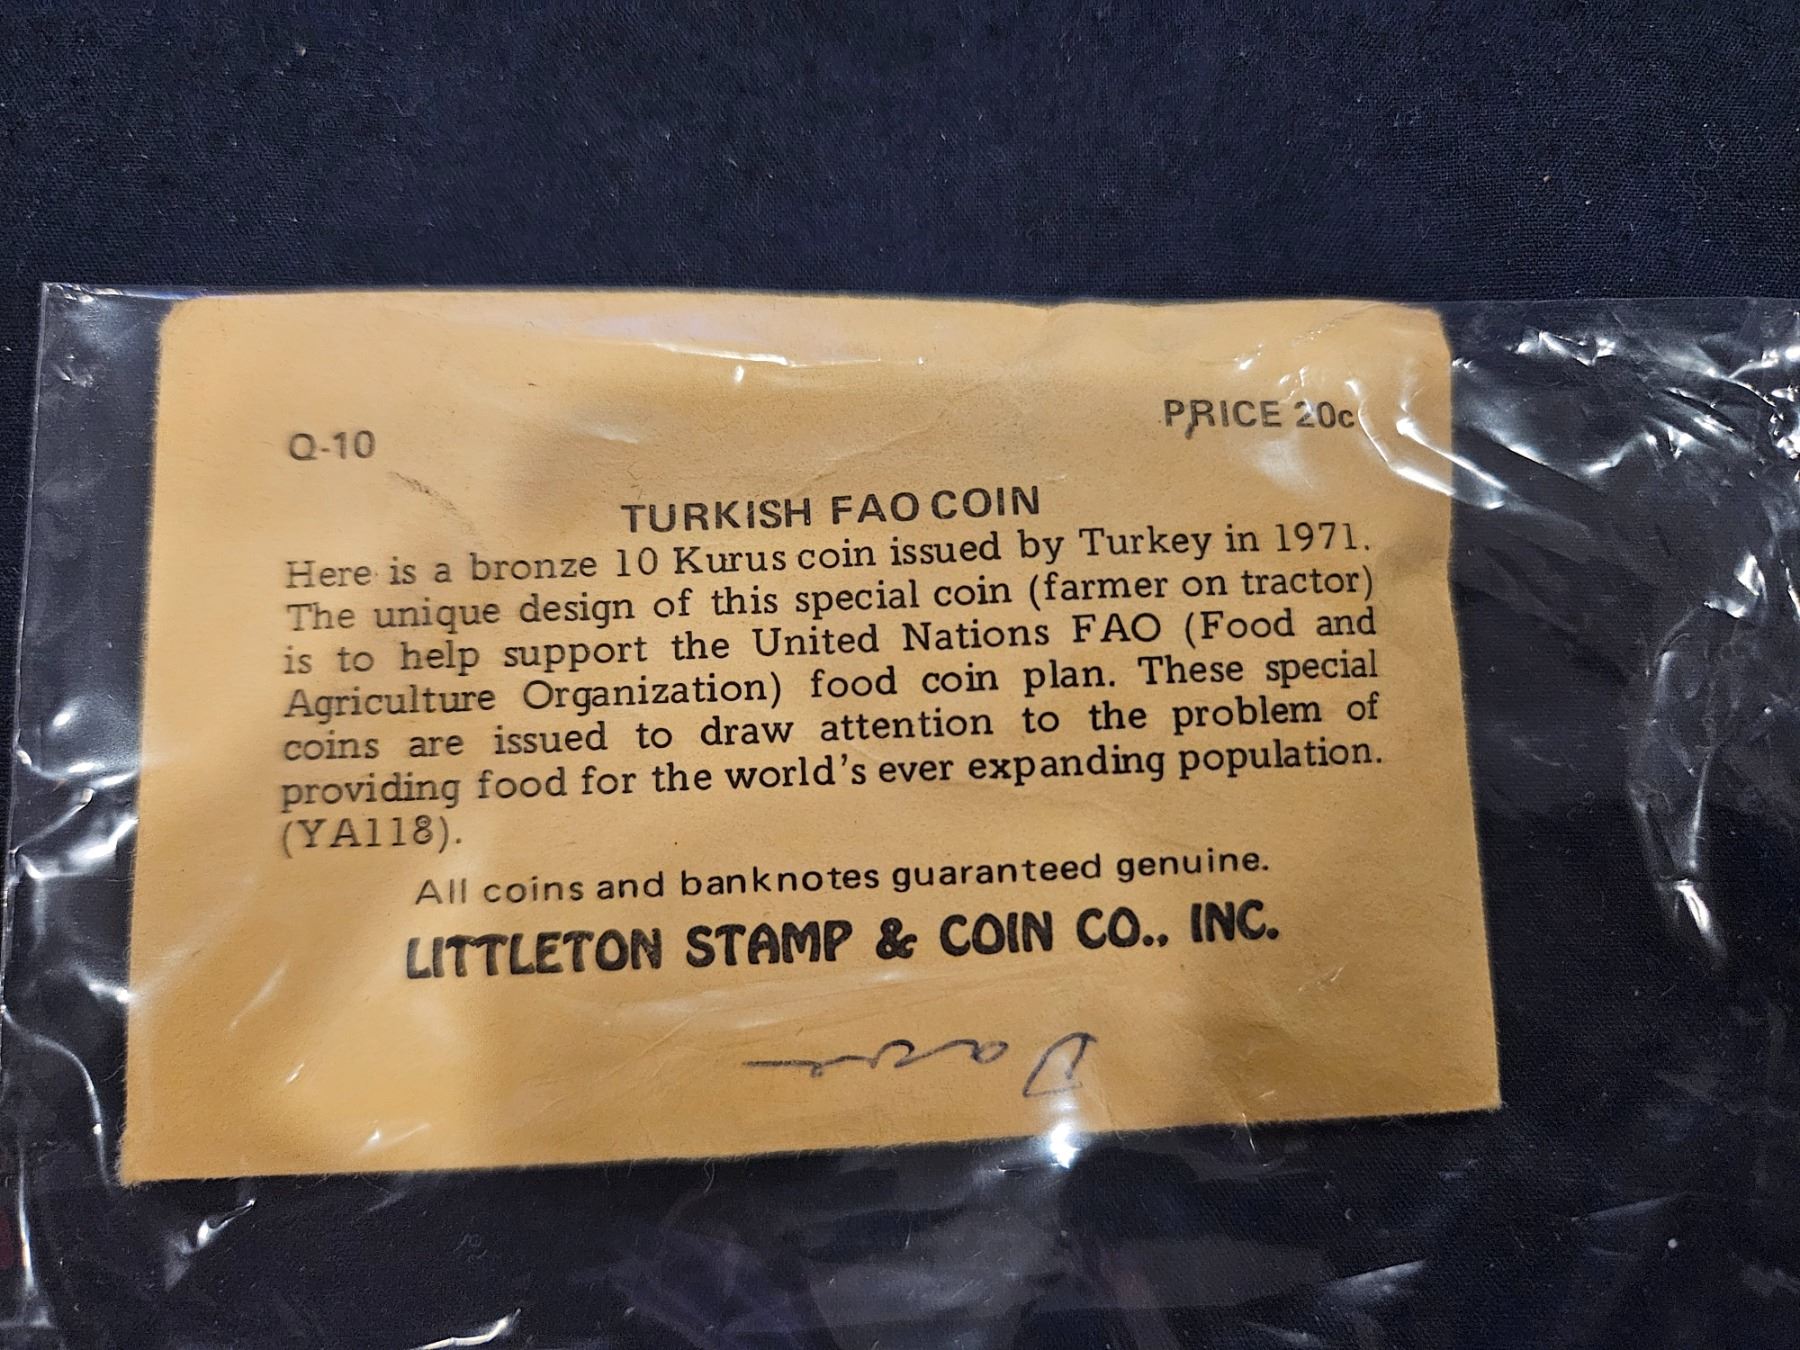 Q-10
PRICE 20c
TURKISH FAO COIN
Here is a bronze 10 Kurus coin issued by Turkey in 1971.
The unique design of this special coin (farmer on tractor)
is to help support the United Nations FAO (Food and
Agriculture Organization) food coin plan. These special
coins are issued to draw attention to the problem of
providing food for the world's ever expanding population.
(YA118).
All coins and banknotes guaranteed genuine.
LITTLETON STAMP & COIN CO., INC.
Dave